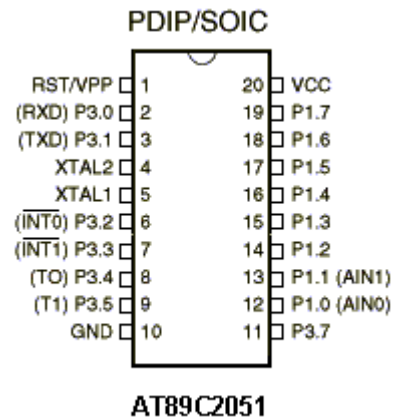 PDIP/SOIC
RST/VPP 1 20 VCC
(RXD) P3.0 2 19 P1.7
(TXD) P3.1 3 18 P1.6
XTAL2 4 17 P1.5
XTAL1 5 16 P1.4
(INT0) P3.2 6 15 P1.3
(INT1) P3.3 7 14 P1.2
(TO) P3.4 8 13 P1.1 (AIN1)
(T1) P3.5 9 12 P1.0 (AIN0)
GND 10 11 P3.7
AT89C2051